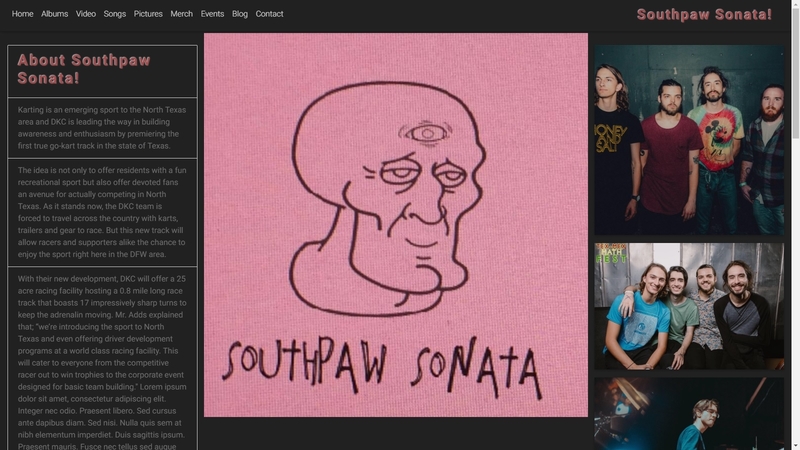 Home Albums Video Songs Pictures Merch Events Blog Contact
Southpaw Sonata!
About Southpaw
Sonata!
Karting is an emerging sport to the North Texas
area and DKC is leading the way in building
awareness and enthusiasm by premiering the
first true go-kart track in the state of Texas.
The idea is not only to offer residents with a fun
recreational sport but also offer devoted fans
an avenue for actually competing in North
Texas. As it stands now, the DKC team is
forced to travel across the country with karts,
trailers and gear to race. But this new track will
allow racers and supporters alike the chance to
enjoy the sport right here in the DFW area.
With their new development, DKC will offer a 25
acre racing facility hosting a 0.8 mile long race
track that boasts 17 impressively sharp turns to
keep the adrenalin moving. Mr. Adds explained
that; "we're introducing the sport to North
Texas and even offering driver development
programs at a world class racing facility. This
will cater to everyone from the competitive
racer out to win trophies to the corporate event
designed for basic team building." Lorem ipsum
dolor sit amet, consectetur adipiscing elit.
Integer nec odio. Praesent libero. Sed cursus
ante dapibus diam. Sed nisi. Nulla quis sem at
nibh elementum imperdiet. Duis sagittis ipsum.
Praesent mauris. Fusce nec tellus sed augue
SOUTHPAW SONATA
MONEY
AND
SALT
MATH
FEST